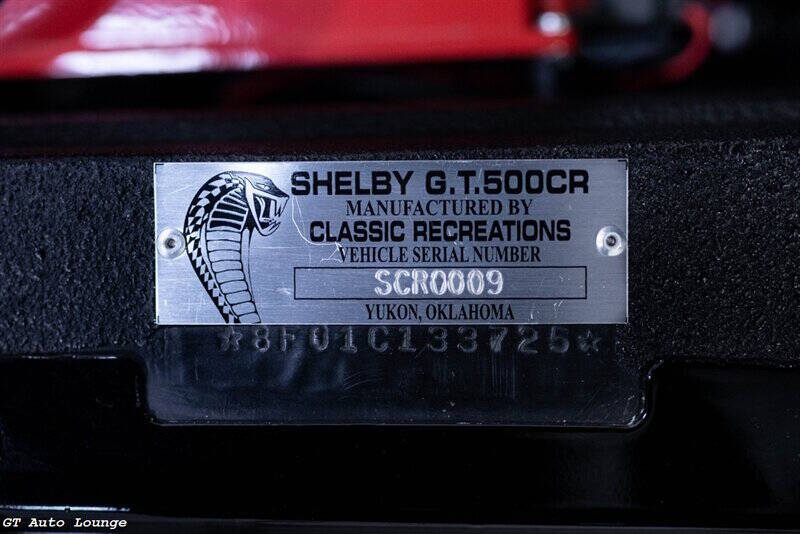 SHELBY G.T.500CR
MANUFACTURED BY
CLASSIC RECREATIONS
VEHICLE SERIAL NUMBER
SCR0009
YUKON, OKLAHOMA
★8F01C133725★
GT Auto Lounge